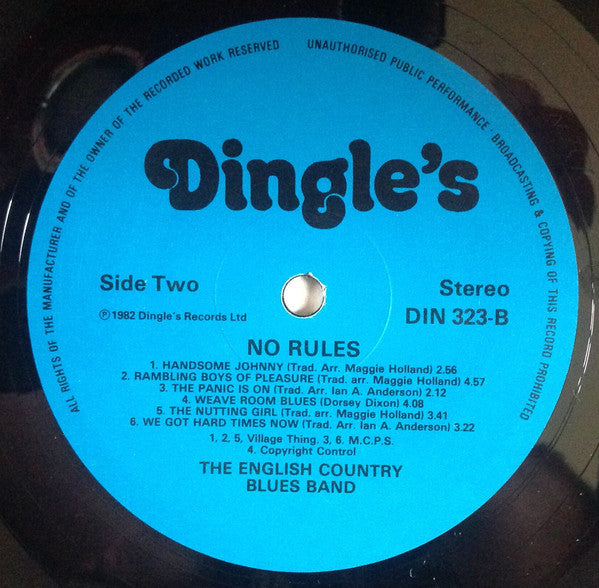 ALL RIGHTS OF THE MANUFACTURER AND OF THE OWNER OF THE RECORDED WORK RESERVED
UNAUTHORISED PUBLIC PERFORMANCE BROADCASTING & COPYING OF THIS RECORD PROHIBITED
Dingle's
Side Two
Stereo
℗ 1982 Dingle's Records Ltd
DIN 323-B
NO RULES
1. HANDSOME JOHNNY (Trad. Arr. Maggie Holland) 2.56
2. RAMBLING BOYS OF PLEASURE (Trad. arr. Maggie Holland) 4.57
3. THE PANIC IS ON (Trad. Arr. Ian A. Anderson) 2.12
4. WEAVE ROOM BLUES (Dorsey Dixon) 4.08
5. THE NUTTING GIRL (Trad. arr. Maggie Holland) 3.41
6. WE GOT HARD TIMES NOW (Trad. Arr. Ian A. Anderson) 3.22
1, 2, 5, Village Thing. 3, 6. M.C.P.S.
4. Copyright Control
THE ENGLISH COUNTRY
BLUES BAND